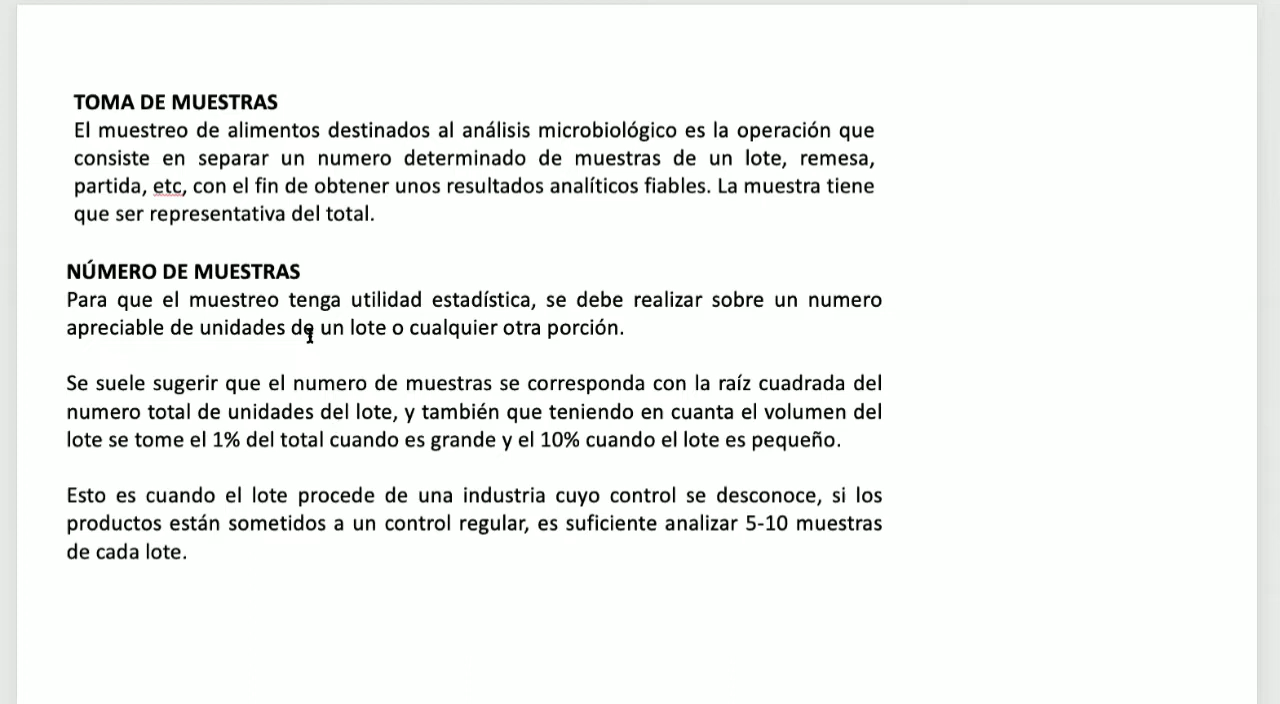 TOMA DE MUESTRAS
El muestreo de alimentos destinados al análisis microbiológico es la operación que
consiste en separar un numero determinado de muestras de un lote, remesa,
partida, etc, con el fin de obtener unos resultados analíticos fiables. La muestra tiene
que ser representativa del total.
NÚMERO DE MUESTRAS
Para que el muestreo tenga utilidad estadística, se debe realizar sobre un numero
apreciable de unidades de un lote o cualquier otra porción.
Se suele sugerir que el numero de muestras se corresponda con la raíz cuadrada del
numero total de unidades del lote, y también que teniendo en cuanta el volumen del
lote se tome el 1% del total cuando es grande y el 10% cuando el lote es pequeño.
Esto es cuando el lote procede de una industria cuyo control se desconoce, si los
productos están sometidos a un control regular, es suficiente analizar 5-10 muestras
de cada lote.